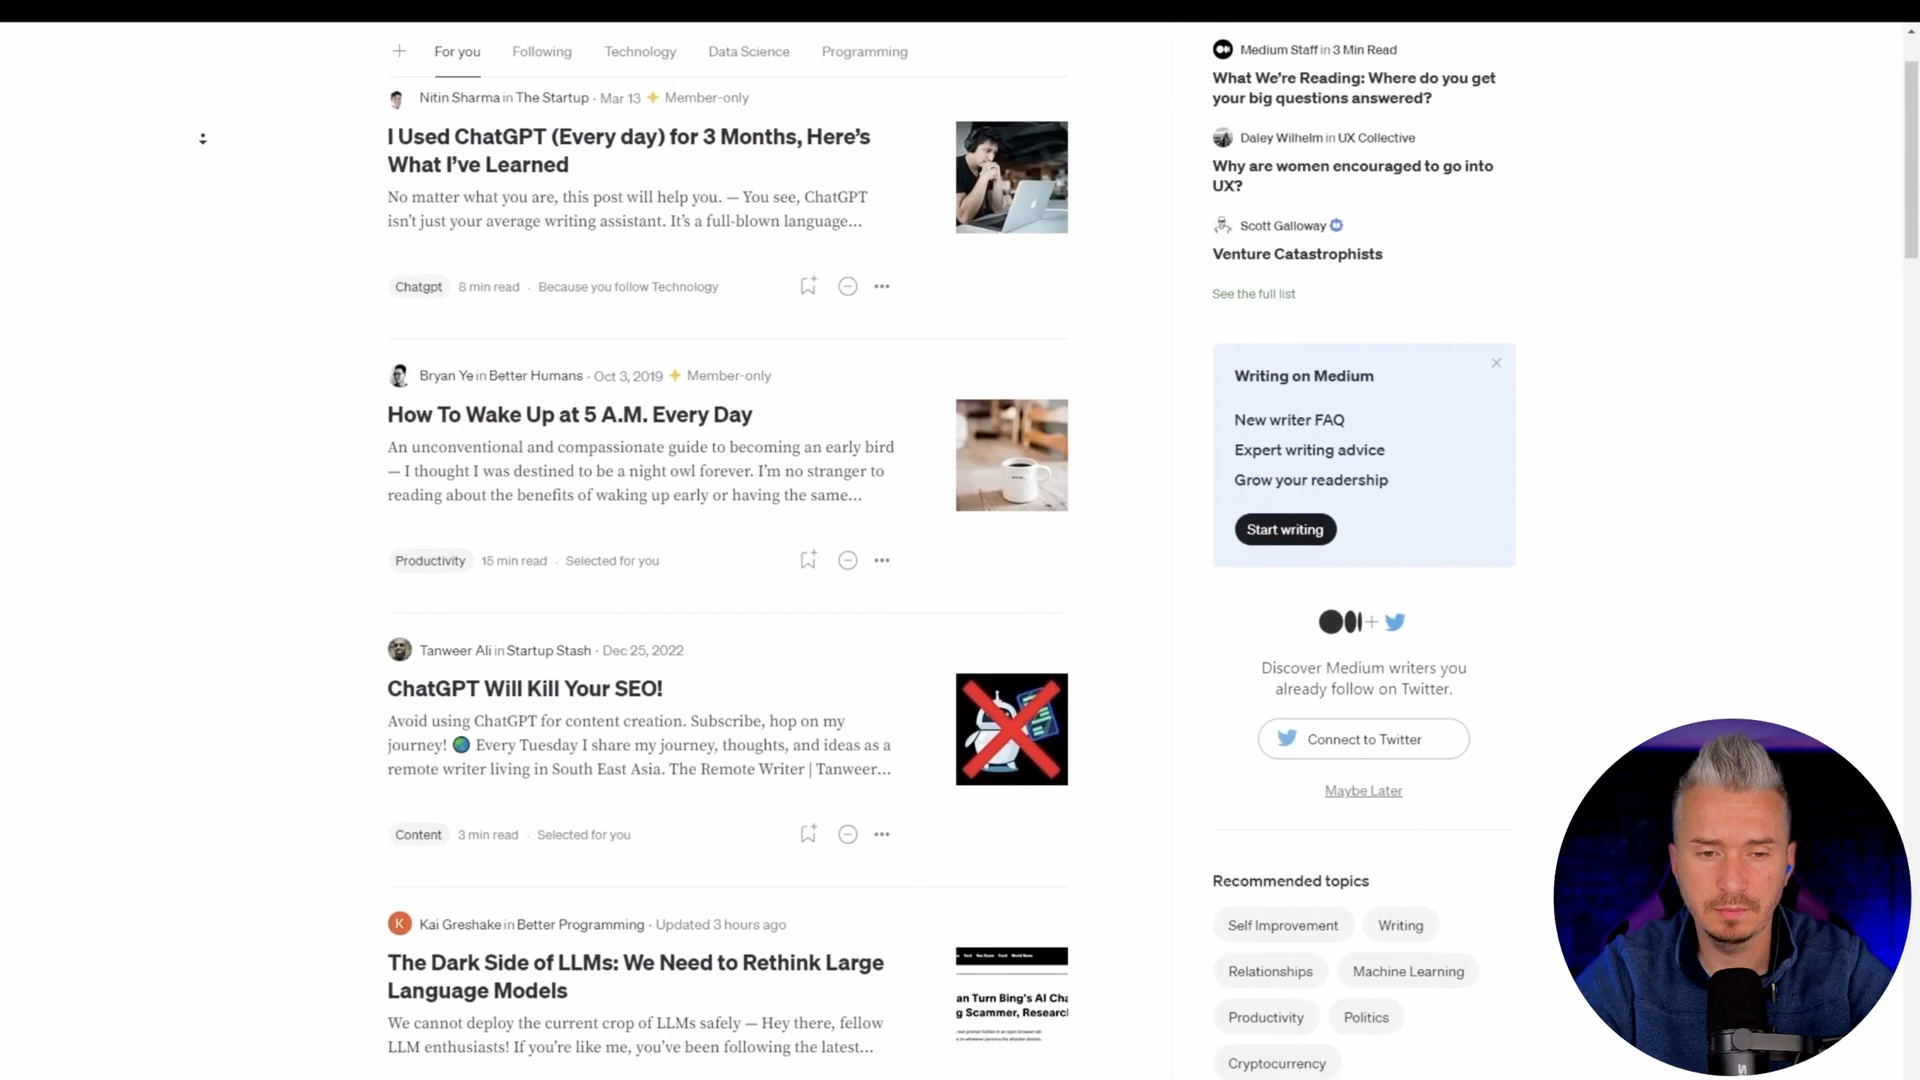 For you Following Technology Data Science Programming
Nitin Sharma in The Startup · Mar 13 Member-only
I Used ChatGPT (Every day) for 3 Months, Here’s
What I’ve Learned
No matter what you are, this post will help you. — You see, ChatGPT
isn’t just your average writing assistant. It’s a full-blown language...
Chatgpt 8 min read · Because you follow Technology
Bryan Ye in Better Humans · Oct 3, 2019 Member-only
How To Wake Up at 5 A.M. Every Day
An unconventional and compassionate guide to becoming an early bird
— I thought I was destined to be a night owl forever. I’m no stranger to
reading about the benefits of waking up early or having the same...
Productivity 15 min read · Selected for you
Tanweer Ali in Startup Stash · Dec 25, 2022
ChatGPT Will Kill Your SEO!
Avoid using ChatGPT for content creation. Subscribe, hop on my
journey! 🌏 Every Tuesday I share my journey, thoughts, and ideas as a
remote writer living in South East Asia. The Remote Writer | Tanweer...
Content 3 min read · Selected for you
K
Kai Greshake in Better Programming · Updated 3 hours ago
The Dark Side of LLMs: We Need to Rethink Large
Language Models
We cannot deploy the current crop of LLMs safely — Hey there, fellow
LLM enthusiasts! If you’re like me, you’ve been following the latest...
an Turn Bing's AI Cha
g Scammer, Researc
Medium Staff in 3 Min Read
What We’re Reading: Where do you get
your big questions answered?
Daley Wilhelm in UX Collective
Why are women encouraged to go into
UX?
Scott Galloway
Venture Catastrophists
See the full list
Writing on Medium
New writer FAQ
Expert writing advice
Grow your readership
Start writing
Discover Medium writers you
already follow on Twitter.
Connect to Twitter
Maybe Later
Recommended topics
Self Improvement Writing
Relationships Machine Learning
Productivity Politics
Cryptocurrency